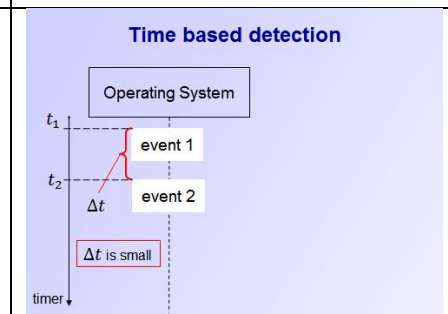 Time based detection
Operating System
t₁
event 1
t₂
event 2
Δt
Δt is small
timer